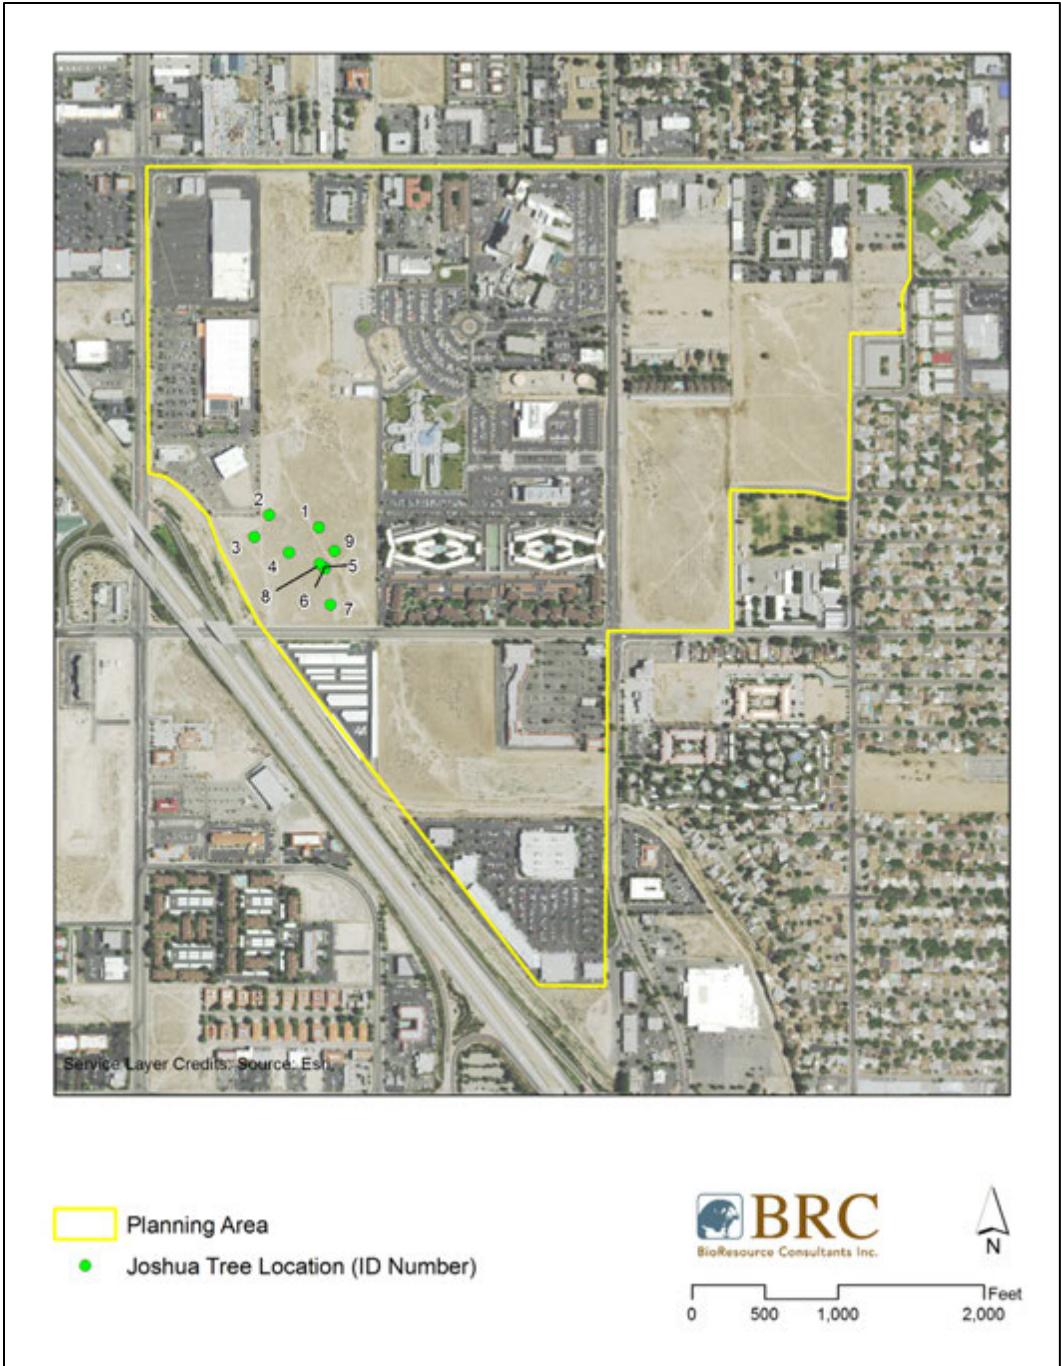 2
1
3
9
4
5
8
6
7
Service Layer Credits: Source: Esri,
Planning Area
Joshua Tree Location (ID Number)
BRC
BioResource Consultants Inc.
N
Feet
0 500 1,000 2,000